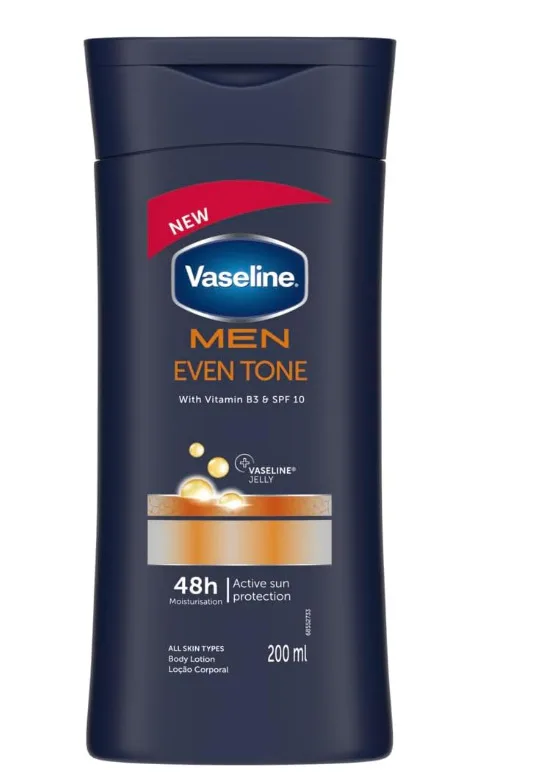 NEW
Vaseline.
MEN
EVEN TONE
With Vitamin B3 & SPF 10
VASELINE®
JELLY
48h
Moisturisation
Active sun
protection
68552733
ALL SKIN TYPES
Body Lotion
Loção Corporal
200 ml